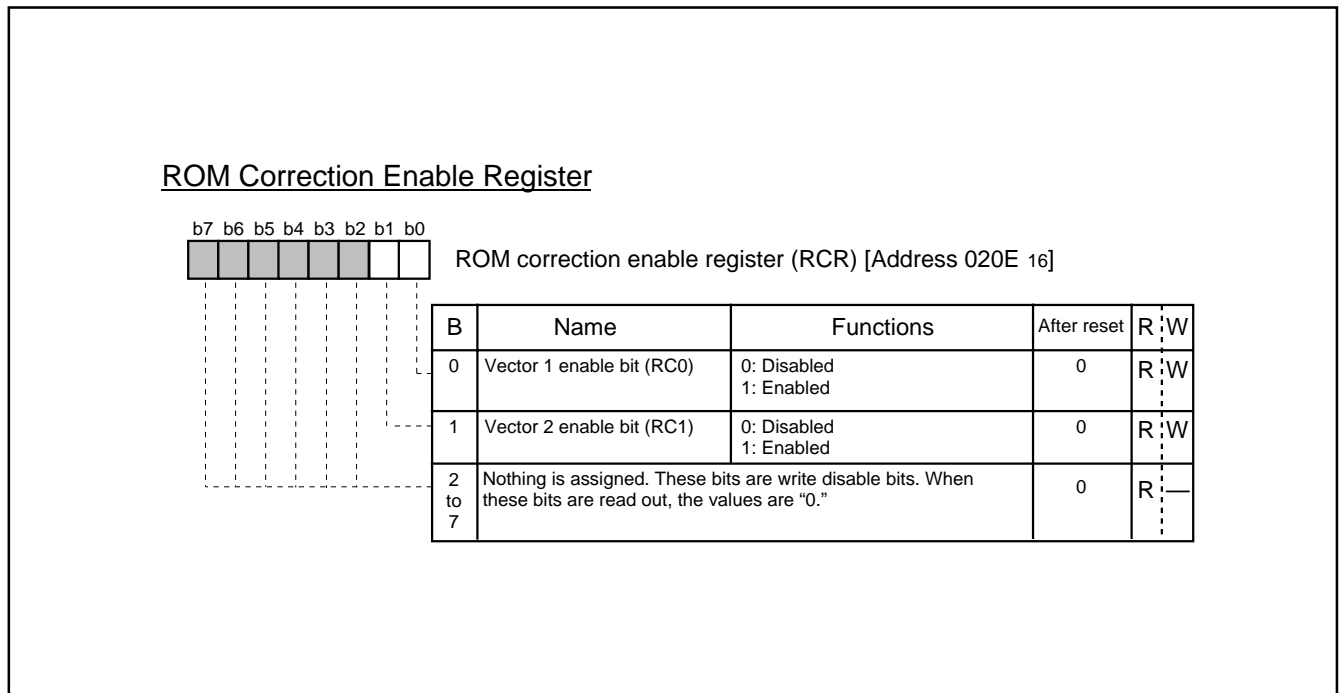 ROM Correction Enable Register
b7 b6 b5 b4 b3 b2 b1 b0
ROM correction enable register (RCR) [Address 020E 16]
B Name Functions After reset R W
0 Vector 1 enable bit (RC0) 0: Disabled 0 R W
1: Enabled
1 Vector 2 enable bit (RC1) 0: Disabled 0 R W
1: Enabled
2 to 7 Nothing is assigned. These bits are write disable bits. When 0 R —
these bits are read out, the values are “0.”